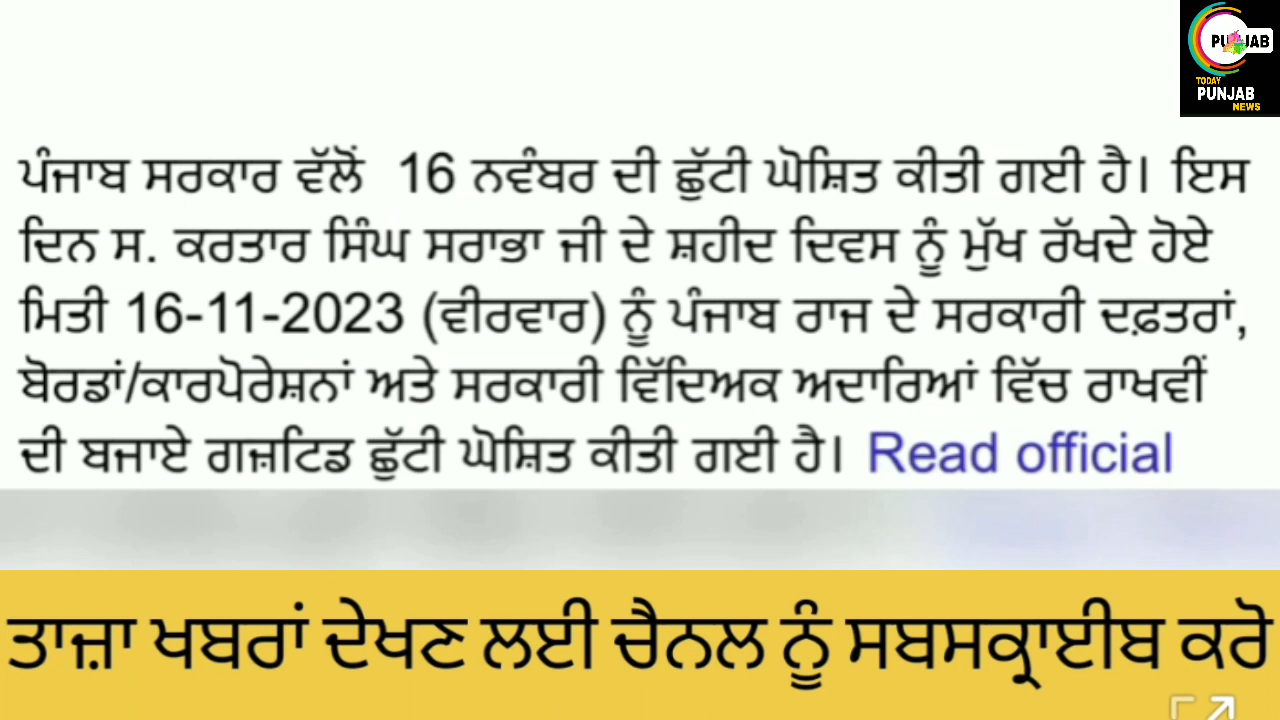 PUNJAB
TODAY
PUNJAB
NEWS
ਪੰਜਾਬ ਸਰਕਾਰ ਵੱਲੋਂ 16 ਨਵੰਬਰ ਦੀ ਛੁੱਟੀ ਘੋਸ਼ਿਤ ਕੀਤੀ ਗਈ ਹੈ। ਇਸ
ਦਿਨ ਸ. ਕਰਤਾਰ ਸਿੰਘ ਸਰਾਭਾ ਜੀ ਦੇ ਸ਼ਹੀਦ ਦਿਵਸ ਨੂੰ ਮੁੱਖ ਰੱਖਦੇ ਹੋਏ
ਮਿਤੀ 16-11-2023 (ਵੀਰਵਾਰ) ਨੂੰ ਪੰਜਾਬ ਰਾਜ ਦੇ ਸਰਕਾਰੀ ਦਫ਼ਤਰਾਂ,
ਬੋਰਡਾਂ/ਕਾਰਪੋਰੇਸ਼ਨਾਂ ਅਤੇ ਸਰਕਾਰੀ ਵਿੱਦਿਅਕ ਅਦਾਰਿਆਂ ਵਿੱਚ ਰਾਖਵੀਂ
ਦੀ ਬਜਾਏ ਗਜ਼ਟਿਡ ਛੁੱਟੀ ਘੋਸ਼ਿਤ ਕੀਤੀ ਗਈ ਹੈ। Read official
ਤਾਜ਼ਾ ਖਬਰਾਂ ਦੇਖਣ ਲਈ ਚੈਨਲ ਨੂੰ ਸਬਸਕ੍ਰਾਈਬ ਕਰੋ